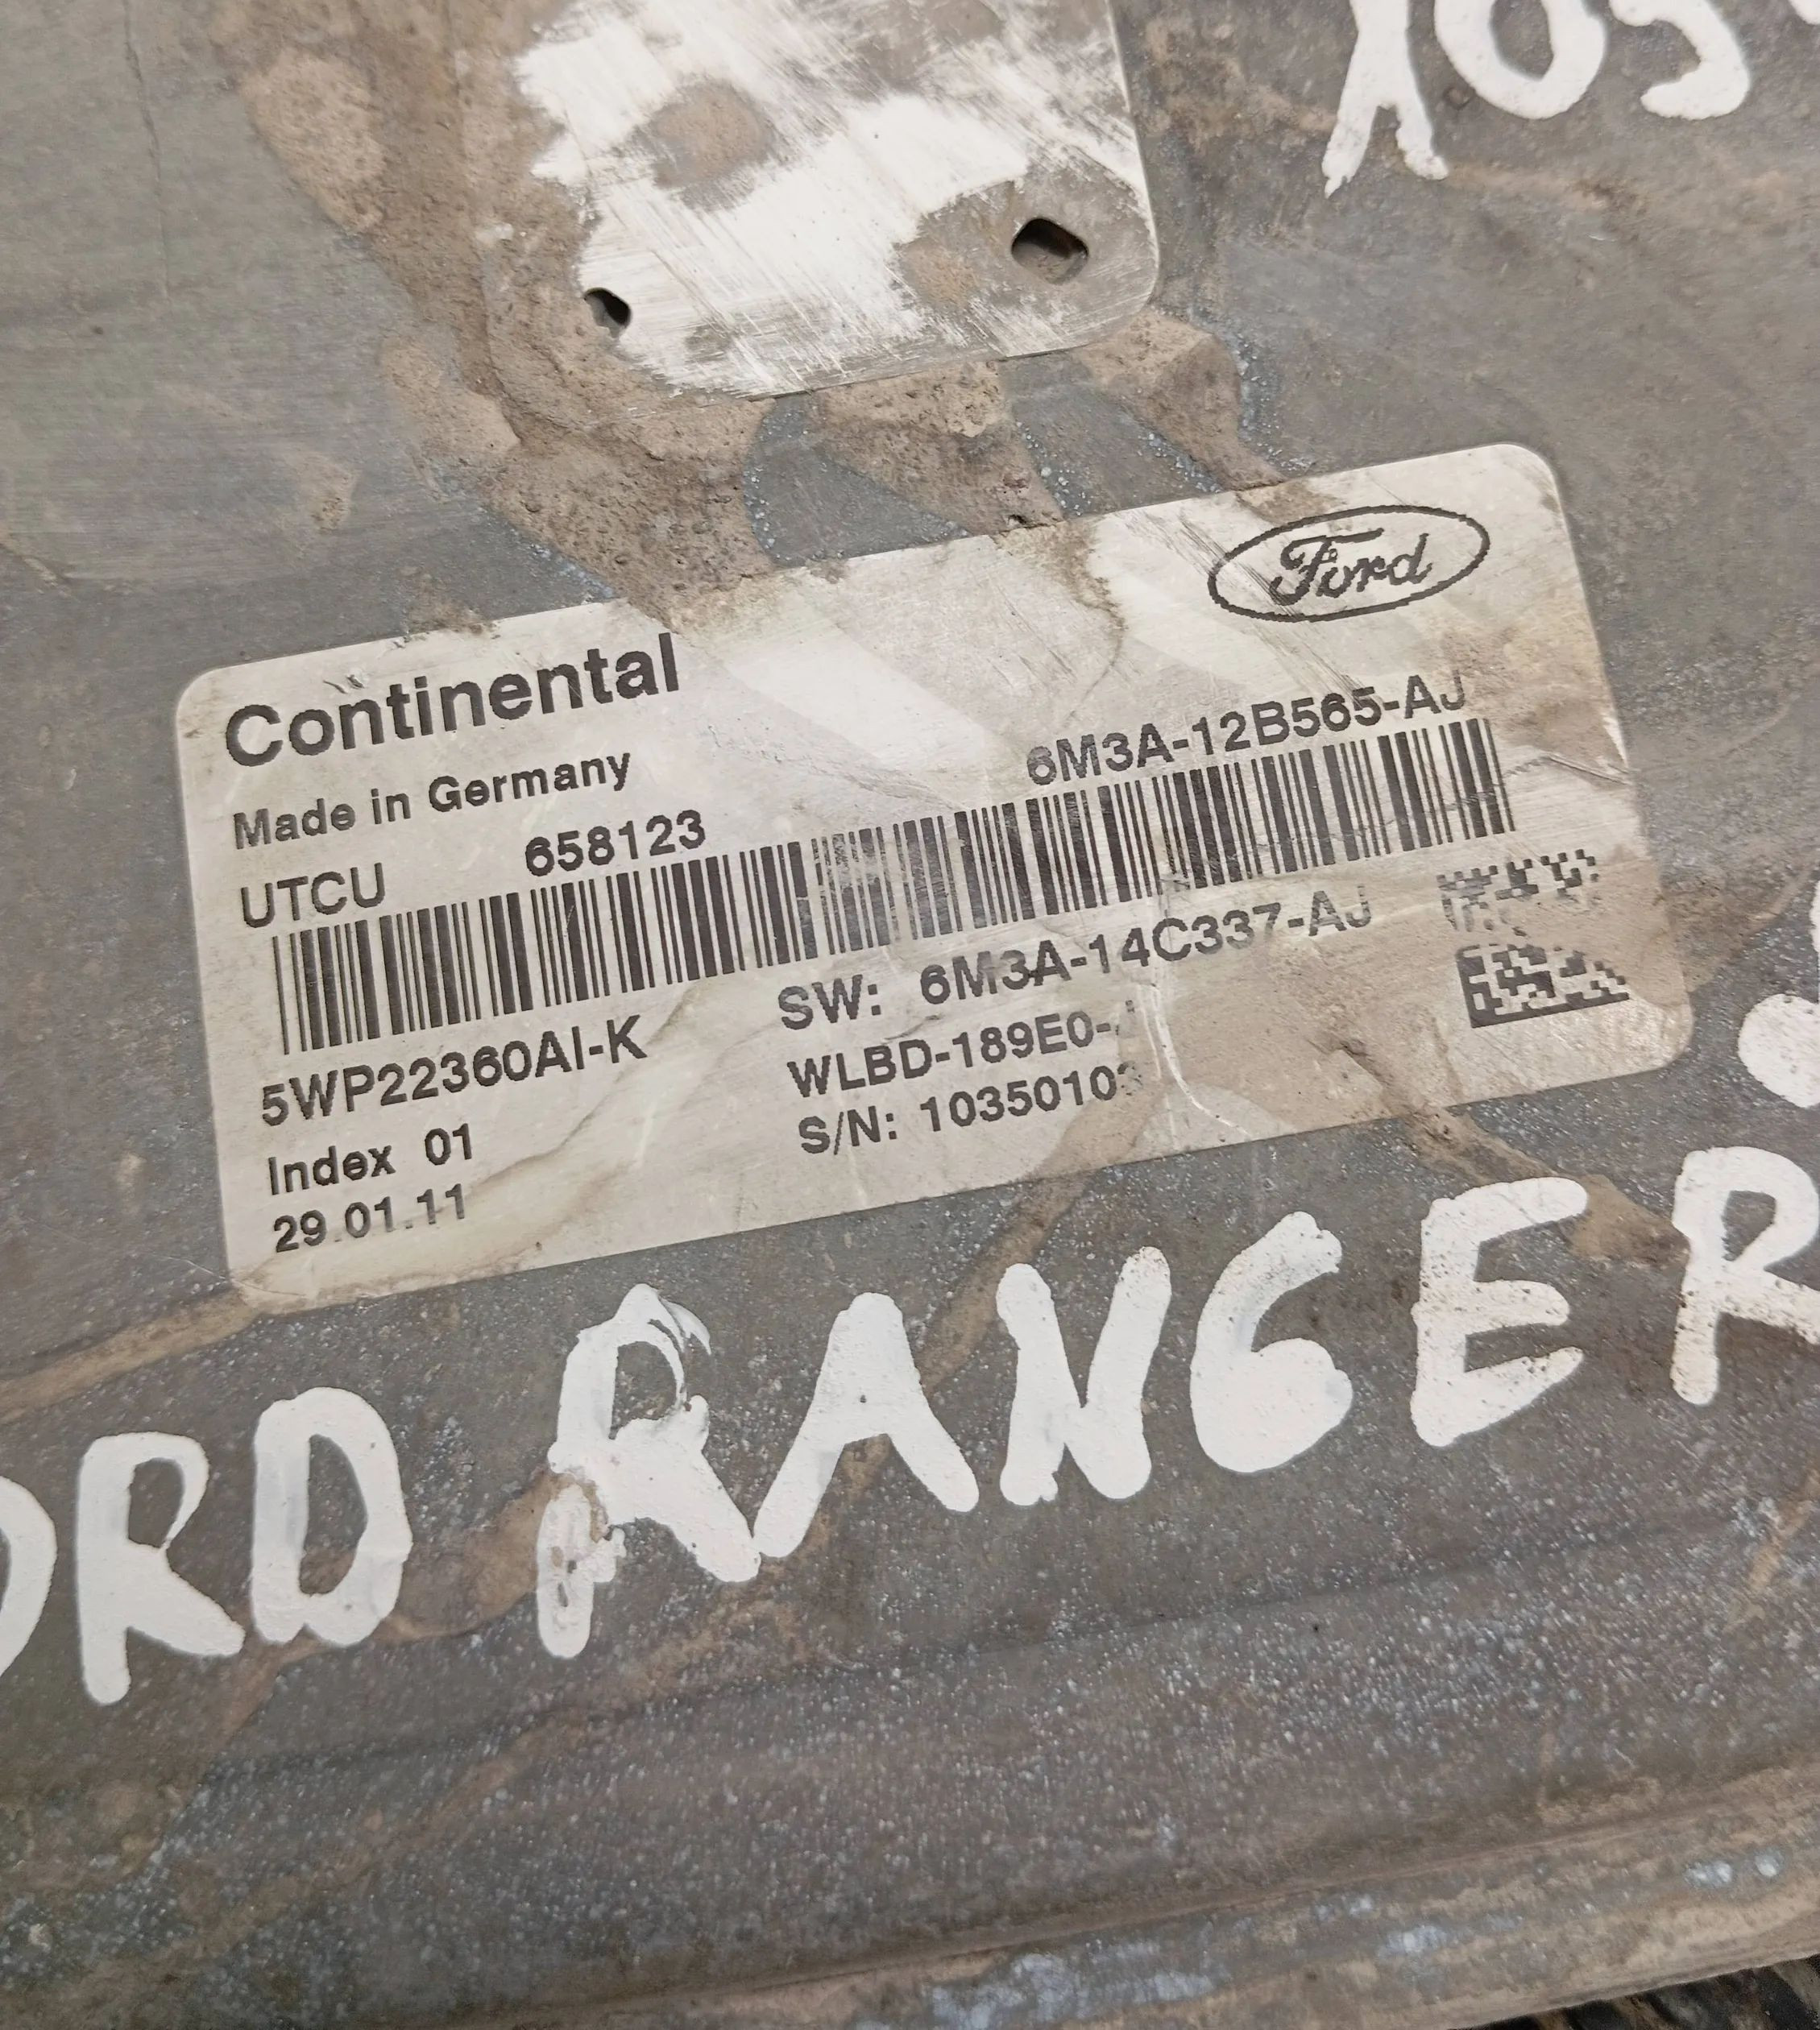 Ford
Continental
Made in Germany
6M3A-12B565-AJ
UTCU 658123
SW: 6M3A-14C337-AJ
5WP22360AI-K
WLBD-189E0-
Index 01
S/N: 1035010
29.01.11
RANGER